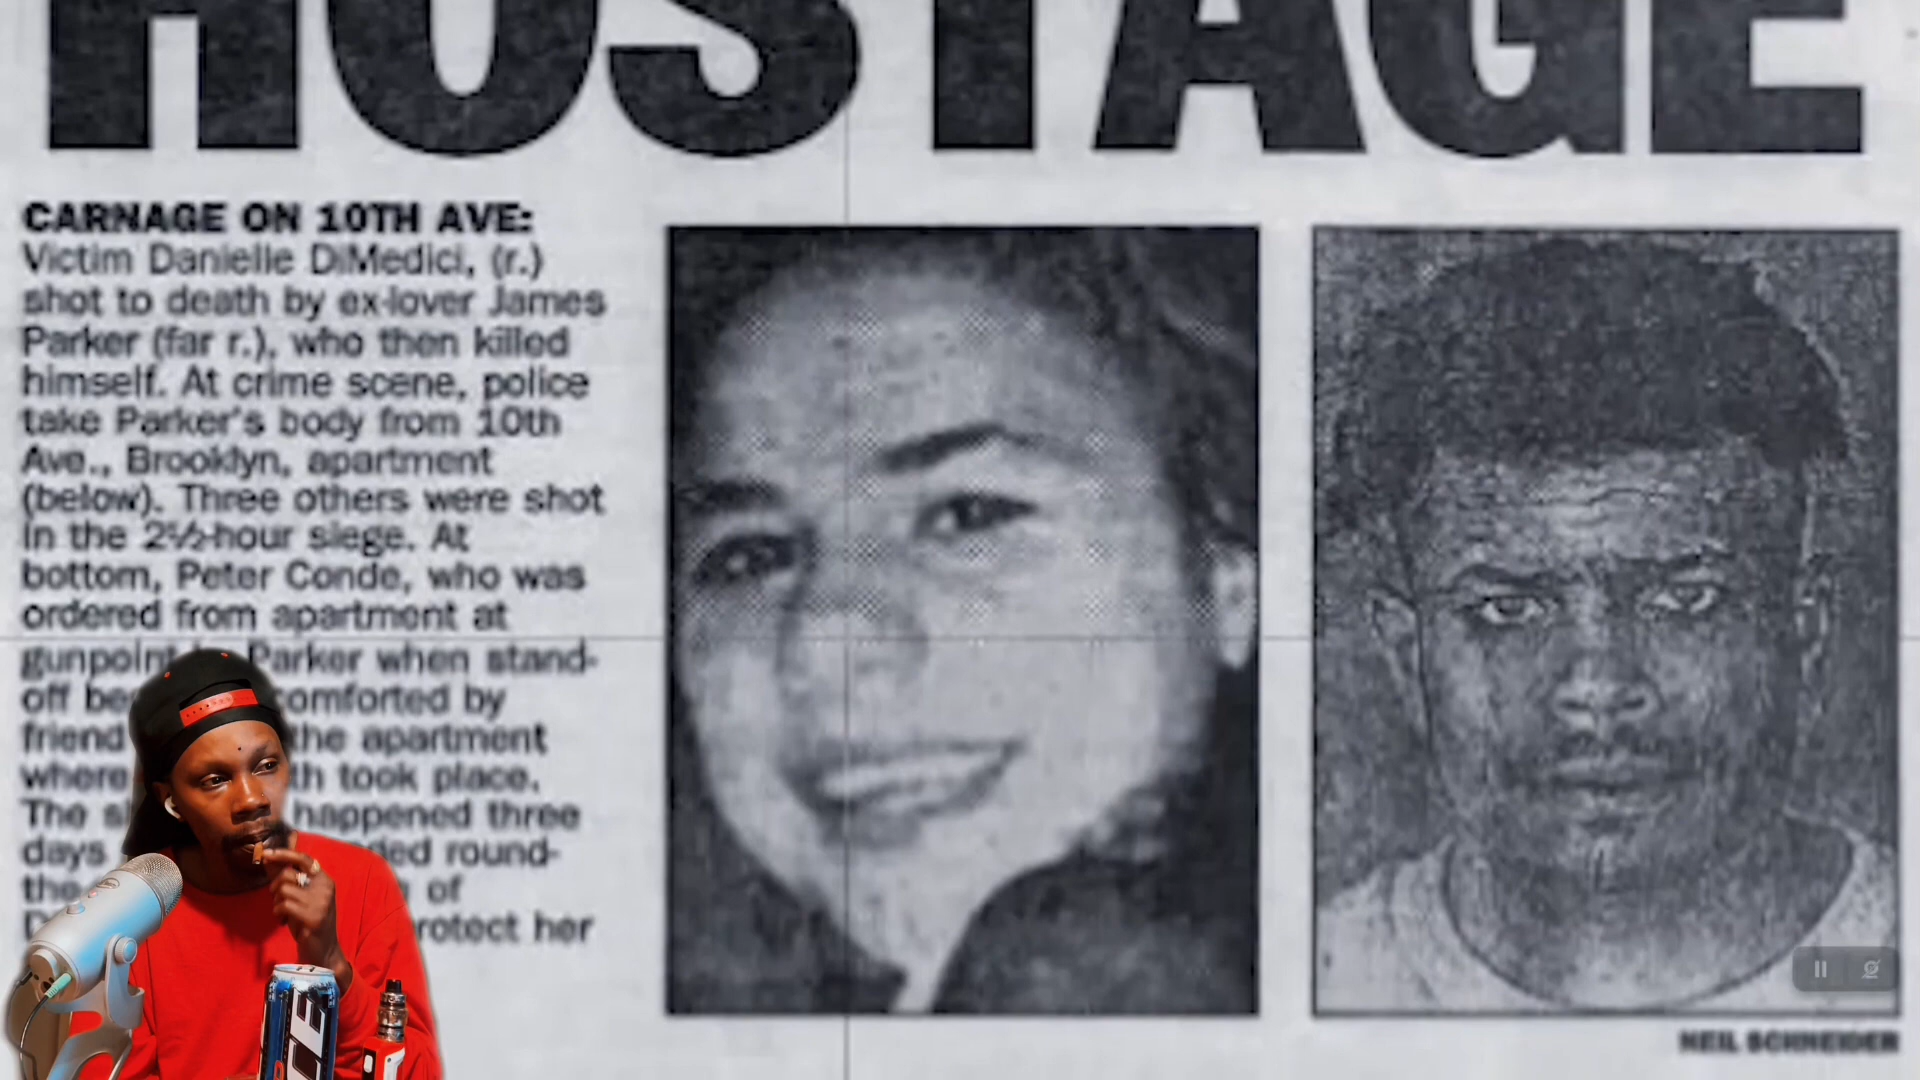 HOSTAGE
CARNAGE ON 10TH AVE:
Victim Danielle DiMedici, (r.)
shot to death by ex-lover James
Parker (far r.), who then killed
himself. At crime scene, police
take Parker's body from 10th
Ave., Brooklyn, apartment
(below). Three others were shot
in the 2½-hour siege. At
bottom, Peter Conde, who was
ordered from apartment at
gunpoint Parker when stand-
off comforted by
friend the apartment
where took place.
The happened three
days round-
the of
her
NEIL SCHNEIDER